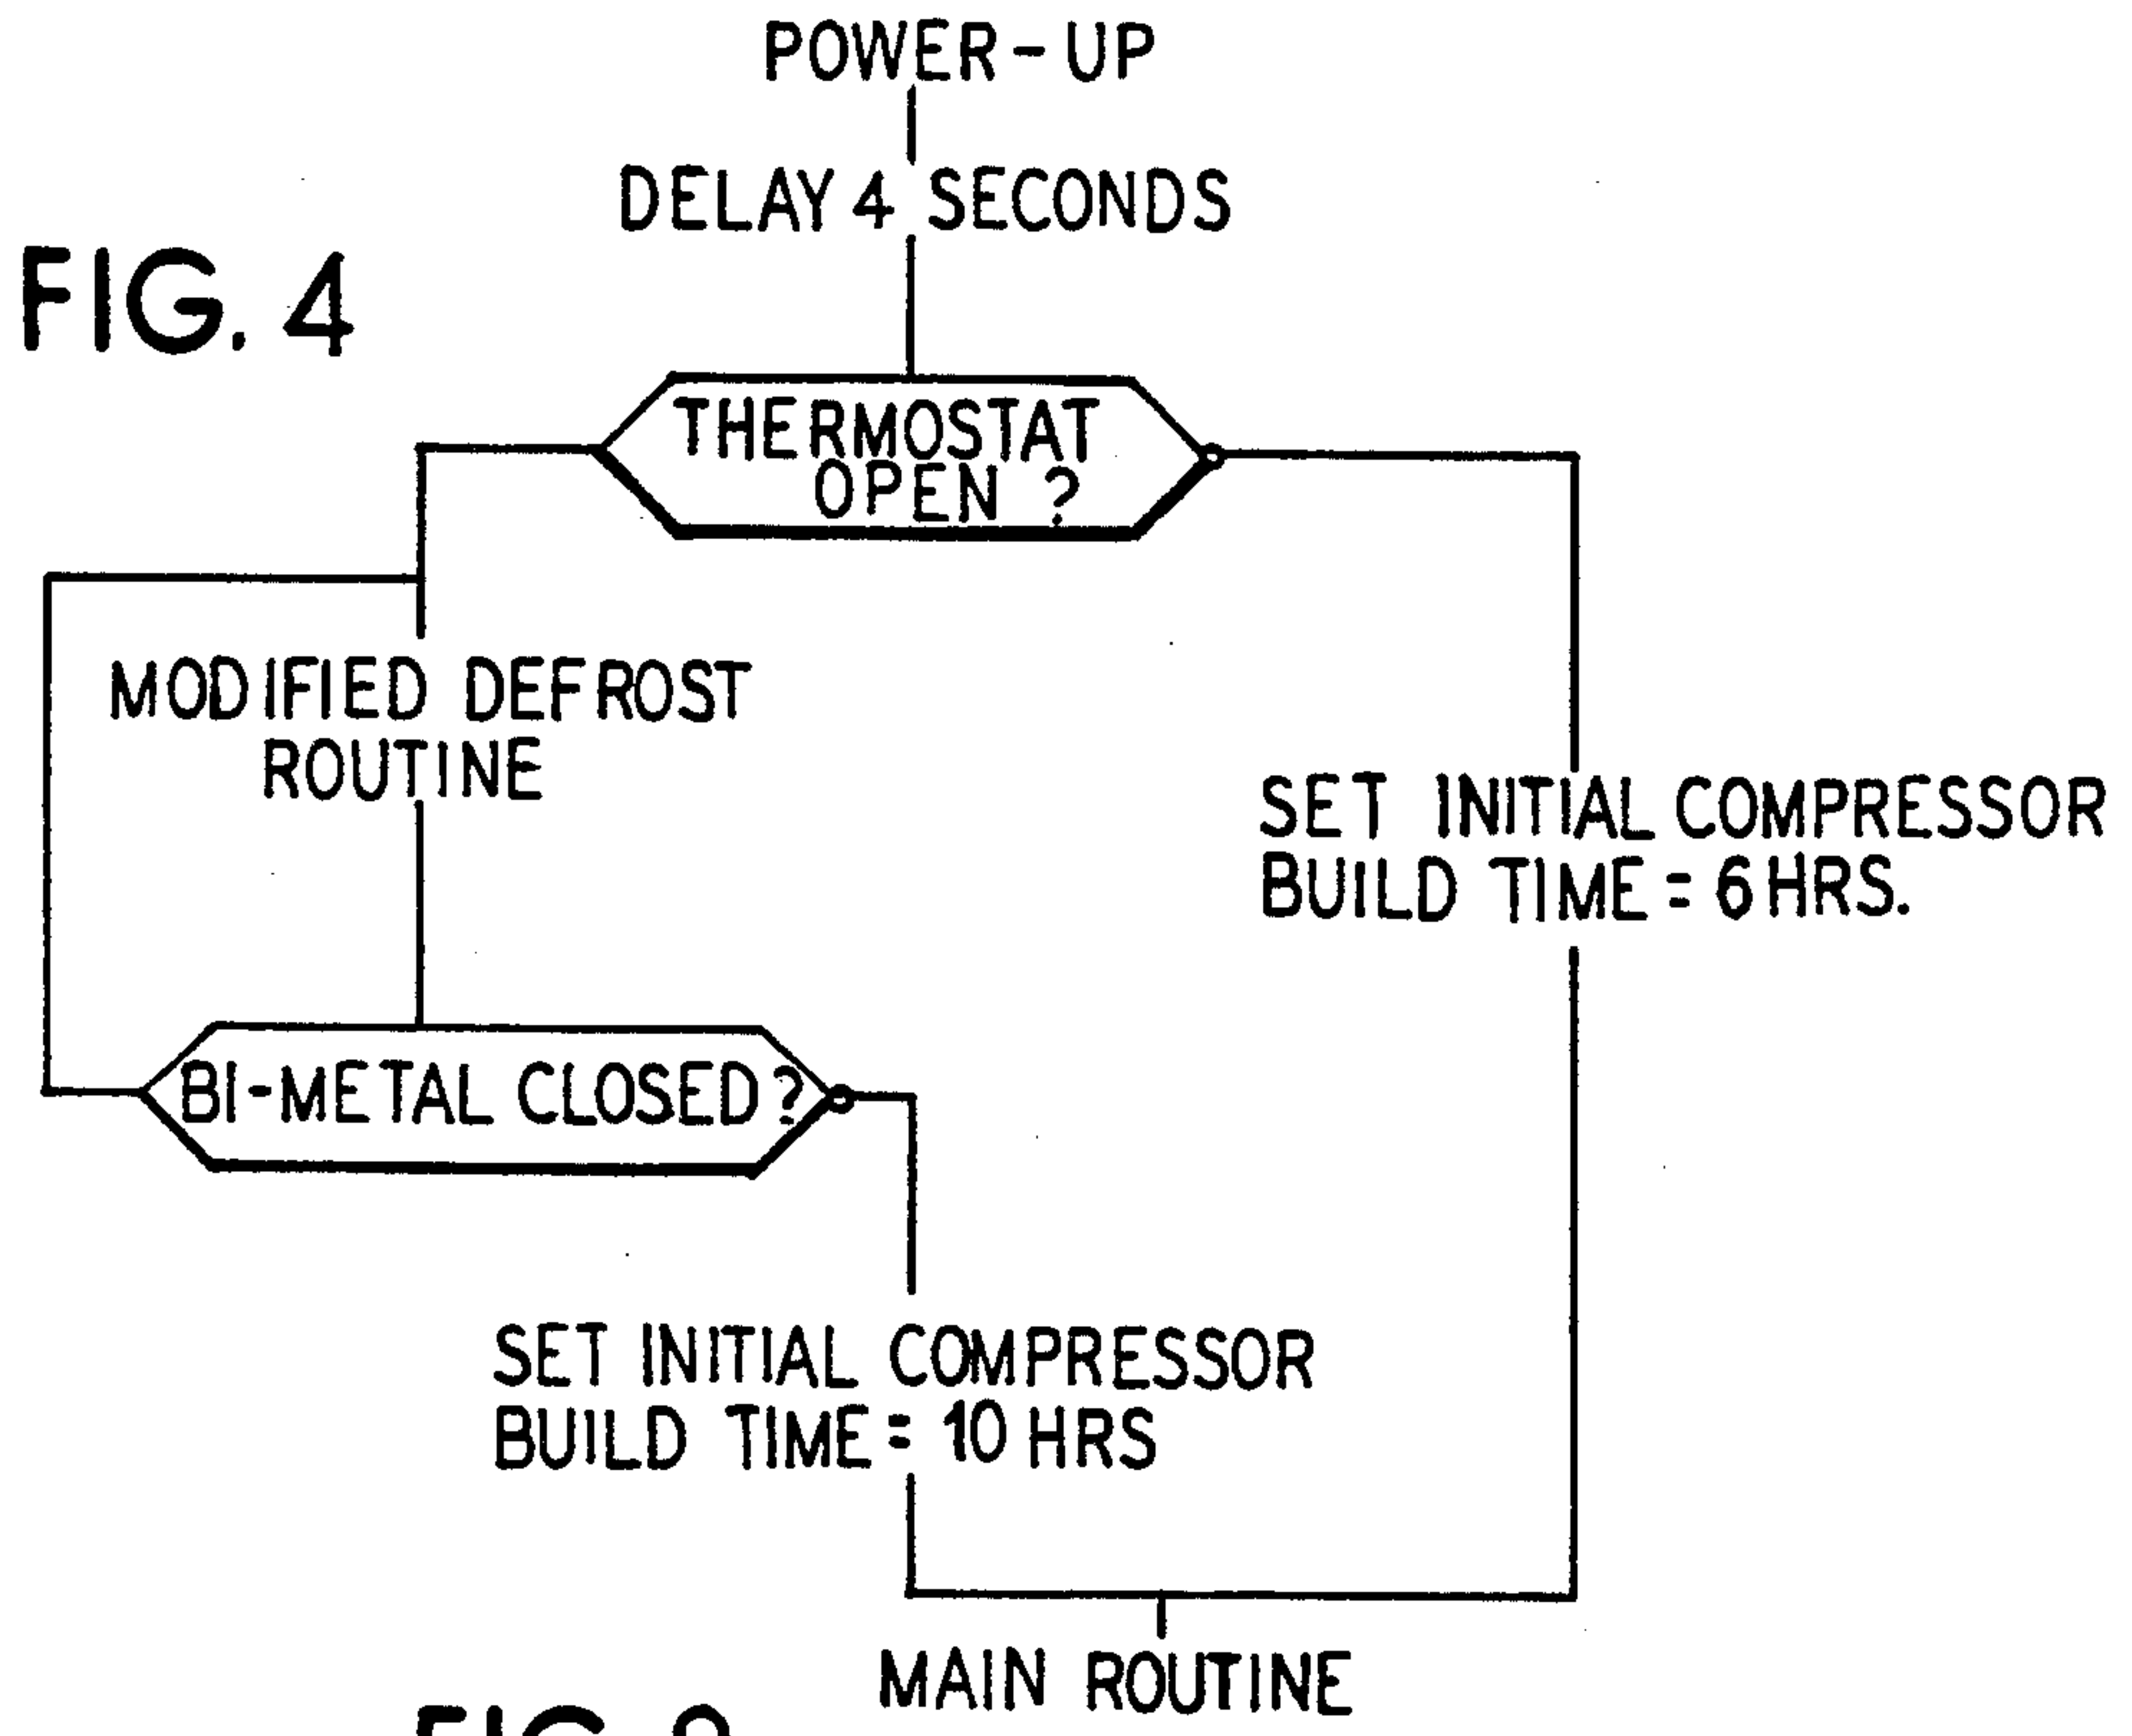 POWER-UP
DELAY 4 SECONDS
FIG. 4
THERMOSTAT
OPEN ?
MODIFIED DEFROST
ROUTINE
SET INITIAL COMPRESSOR
BUILD TIME = 6 HRS.
BI-METAL CLOSED ?
SET INITIAL COMPRESSOR
BUILD TIME = 10 HRS
MAIN ROUTINE